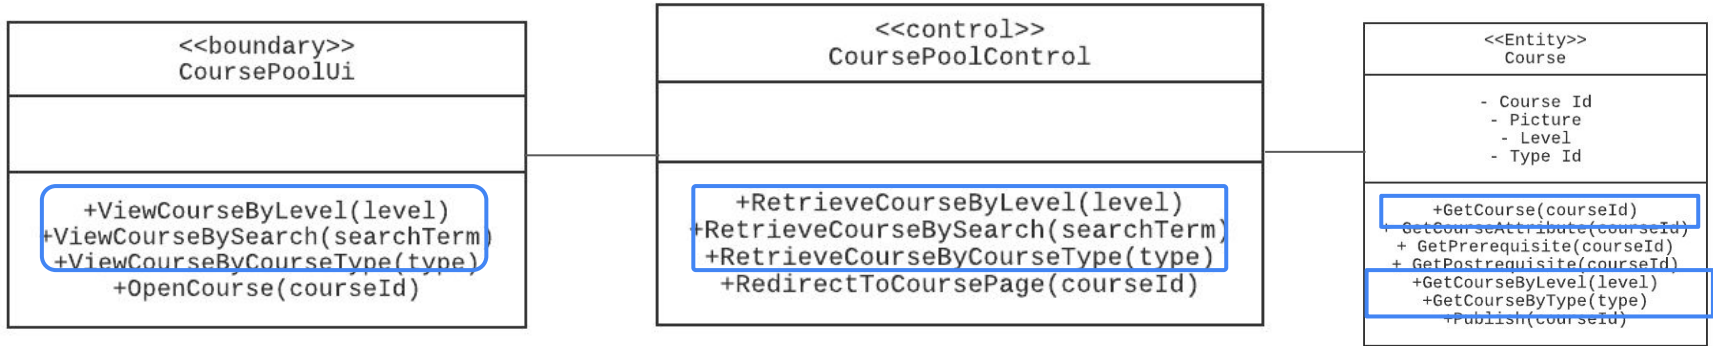 <<boundary>>
CoursePoolUi
+ViewCourseByLevel(level)
+ViewCourseBySearch(searchTerm)
+ViewCourseByCourseType(type)
+OpenCourse(courseId)
<<control>>
CoursePoolControl
+RetrieveCourseByLevel(level)
+RetrieveCourseBySearch(searchTerm)
+RetrieveCourseByCourseType(type)
+RedirectToCoursePage(courseId)
<<Entity>>
Course
- Course Id
- Picture
- Level
- Type Id
+GetCourse(courseId)
+ GetCourseAttribute(courseId)
+ GetPrerequisite(courseId)
+ GetPostrequisite(courseId)
+GetCourseByLevel(level)
+GetCourseByType(type)
+Publish(courseId)